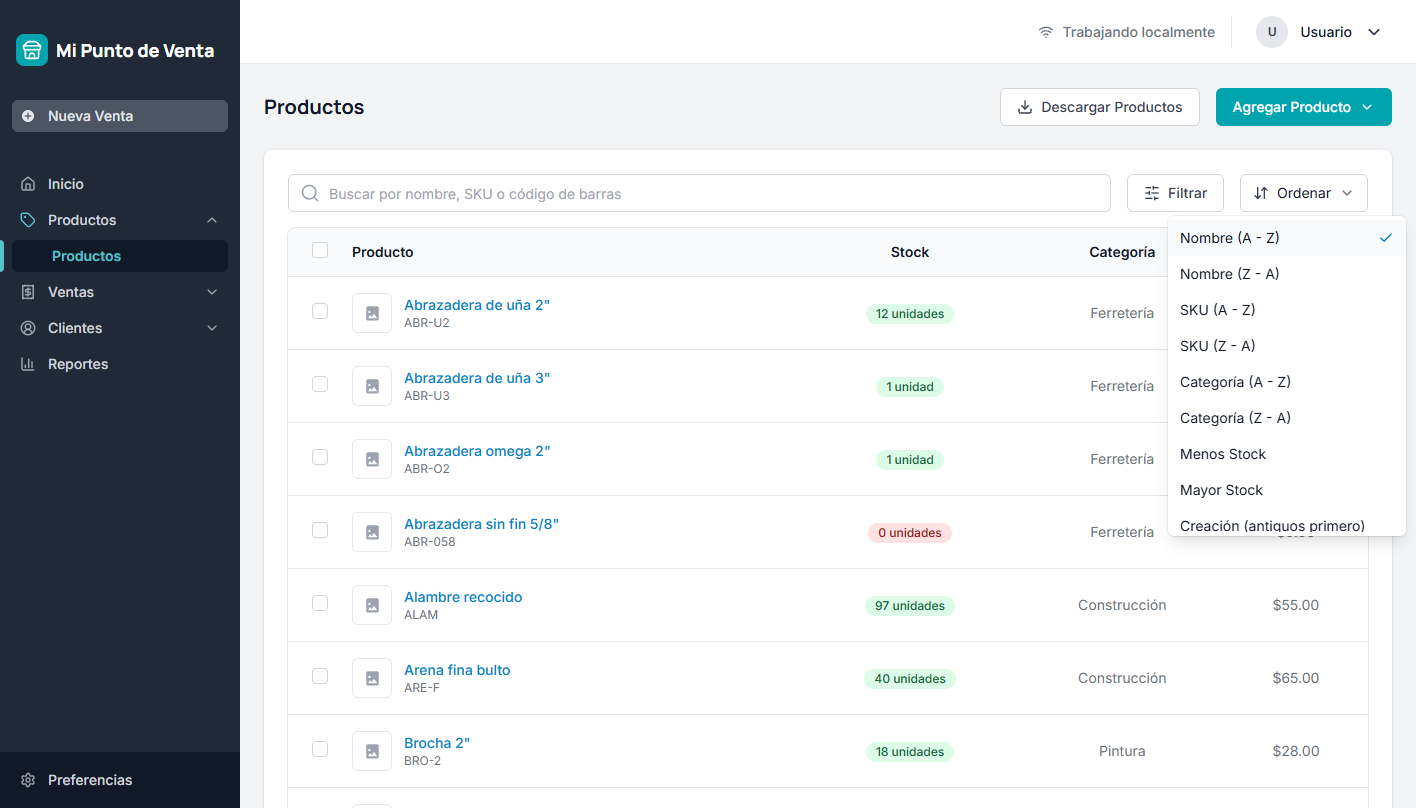 Mi Punto de Venta
Nueva Venta
Inicio
Productos
Productos
Ventas
Clientes
Reportes
Preferencias
Trabajando localmente
U
Usuario
Productos
Descargar Productos
Agregar Producto
Buscar por nombre, SKU o código de barras
Filtrar
Ordenar
Nombre (A - Z)
Nombre (Z - A)
SKU (A - Z)
SKU (Z - A)
Categoría (A - Z)
Categoría (Z - A)
Menos Stock
Mayor Stock
Creación (antiguos primero)
Producto Stock Categoría
Abrazadera de uña 2" 12 unidades Ferretería
ABR-U2
Abrazadera de uña 3" 1 unidad Ferretería
ABR-U3
Abrazadera omega 2" 1 unidad Ferretería
ABR-O2
Abrazadera sin fin 5/8" 0 unidades Ferretería
ABR-058
Alambre recocido 97 unidades Construcción $55.00
ALAM
Arena fina bulto 40 unidades Construcción $65.00
ARE-F
Brocha 2" 18 unidades Pintura $28.00
BRO-2